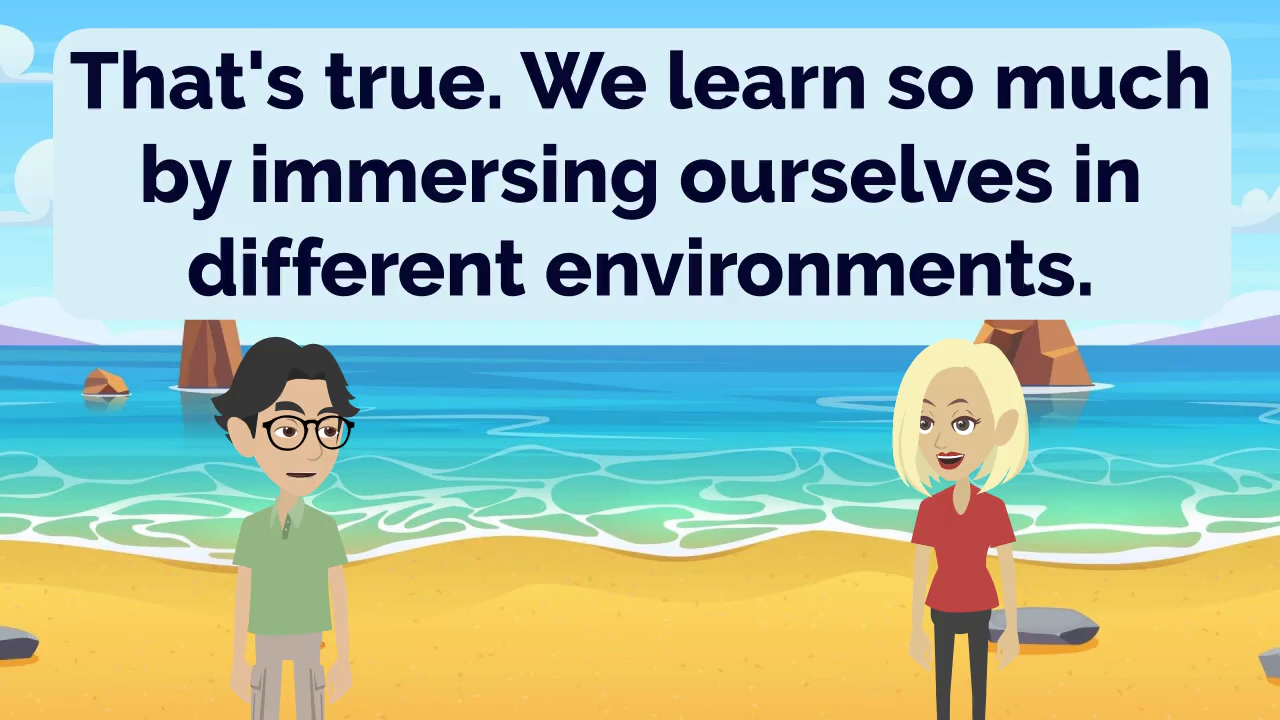 That's true. We learn so much
by immersing ourselves in
different environments.